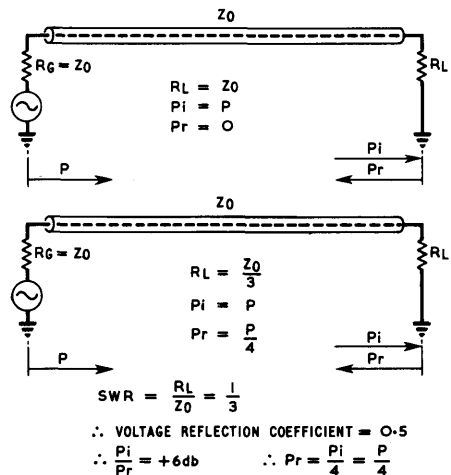 Z0
RG = Z0
RL
RL = Z0
Pi = P
Pr = O
P
Pi
Pr
Z0
RG = Z0
RL
RL = Z0/3
Pi = P
Pr = P/4
P
Pi
Pr
SWR = RL/Z0 = 1/3
∴ VOLTAGE REFLECTION COEFFICIENT = 0·5
∴ Pi/Pr = +6db ∴ Pr = Pi/4 = P/4